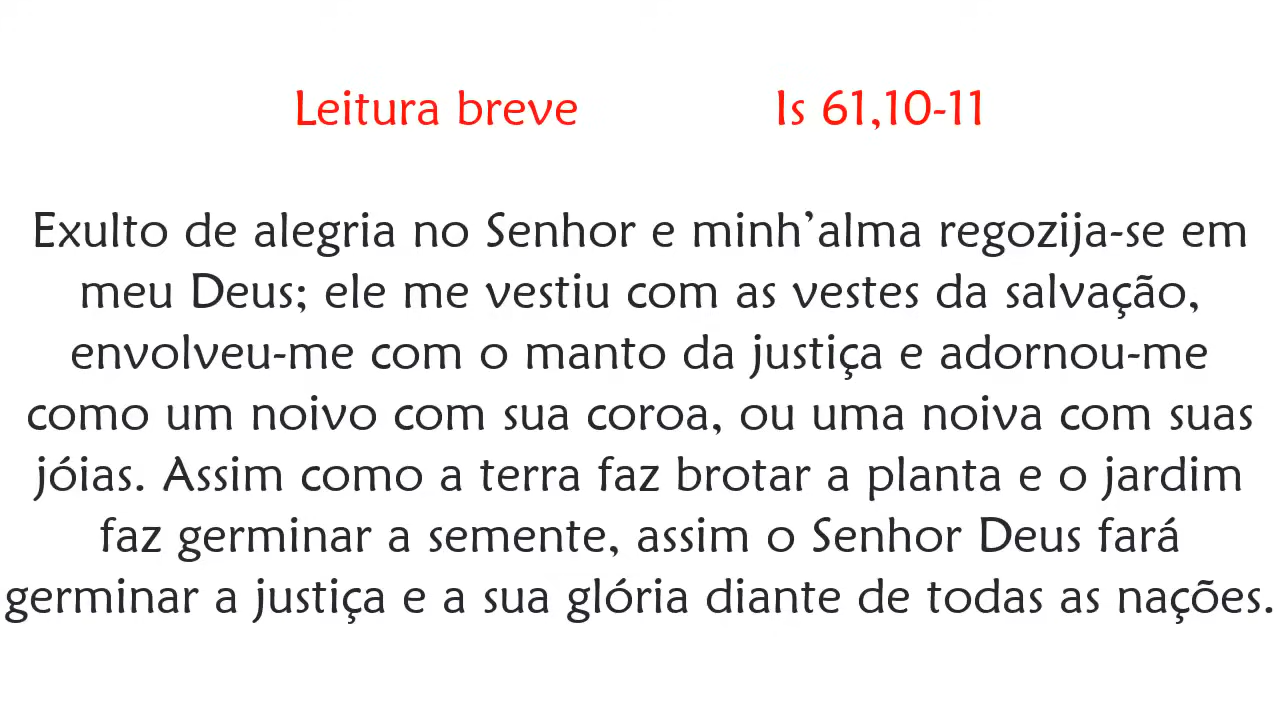 Leitura breve Is 61,10-11
Exulto de alegria no Senhor e minh’alma regozija-se em
meu Deus; ele me vestiu com as vestes da salvação,
envolveu-me com o manto da justiça e adornou-me
como um noivo com sua coroa, ou uma noiva com suas
jóias. Assim como a terra faz brotar a planta e o jardim
faz germinar a semente, assim o Senhor Deus fará
germinar a justiça e a sua glória diante de todas as nações.